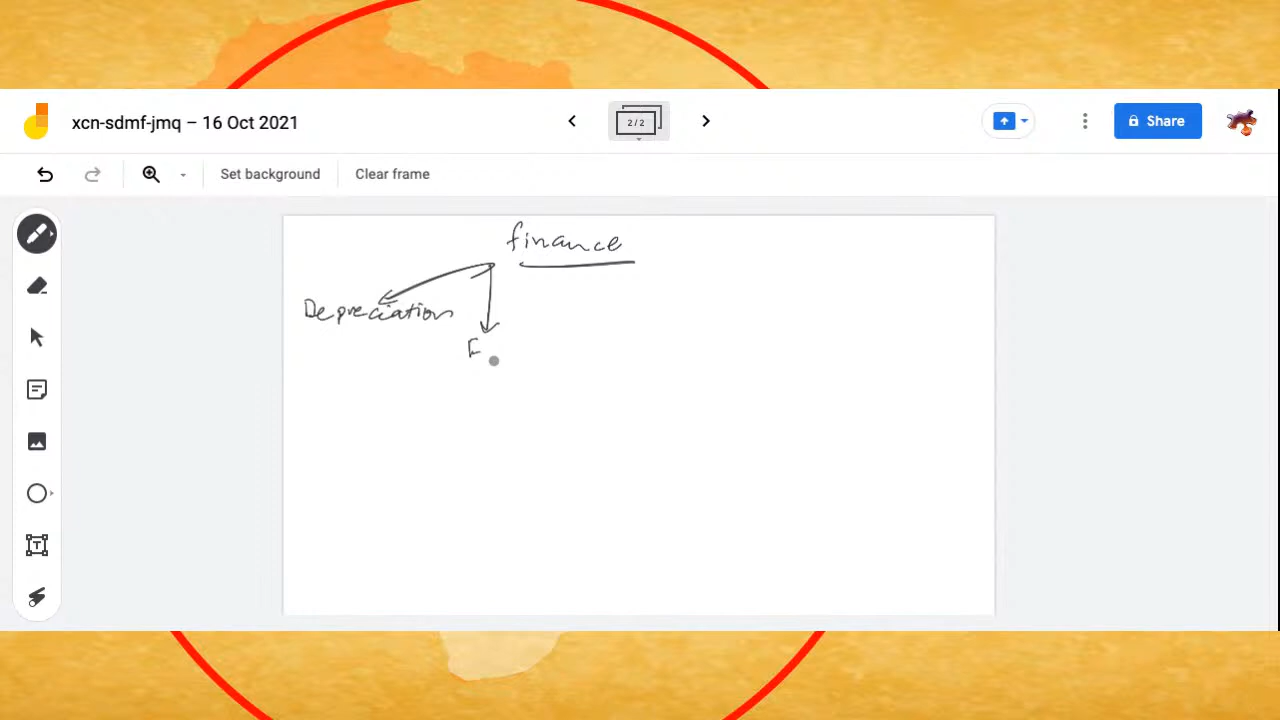 xcn-sdmf-jmq – 16 Oct 2021
2/2
Share
Set background
Clear frame
finance
Depreciation
F
T